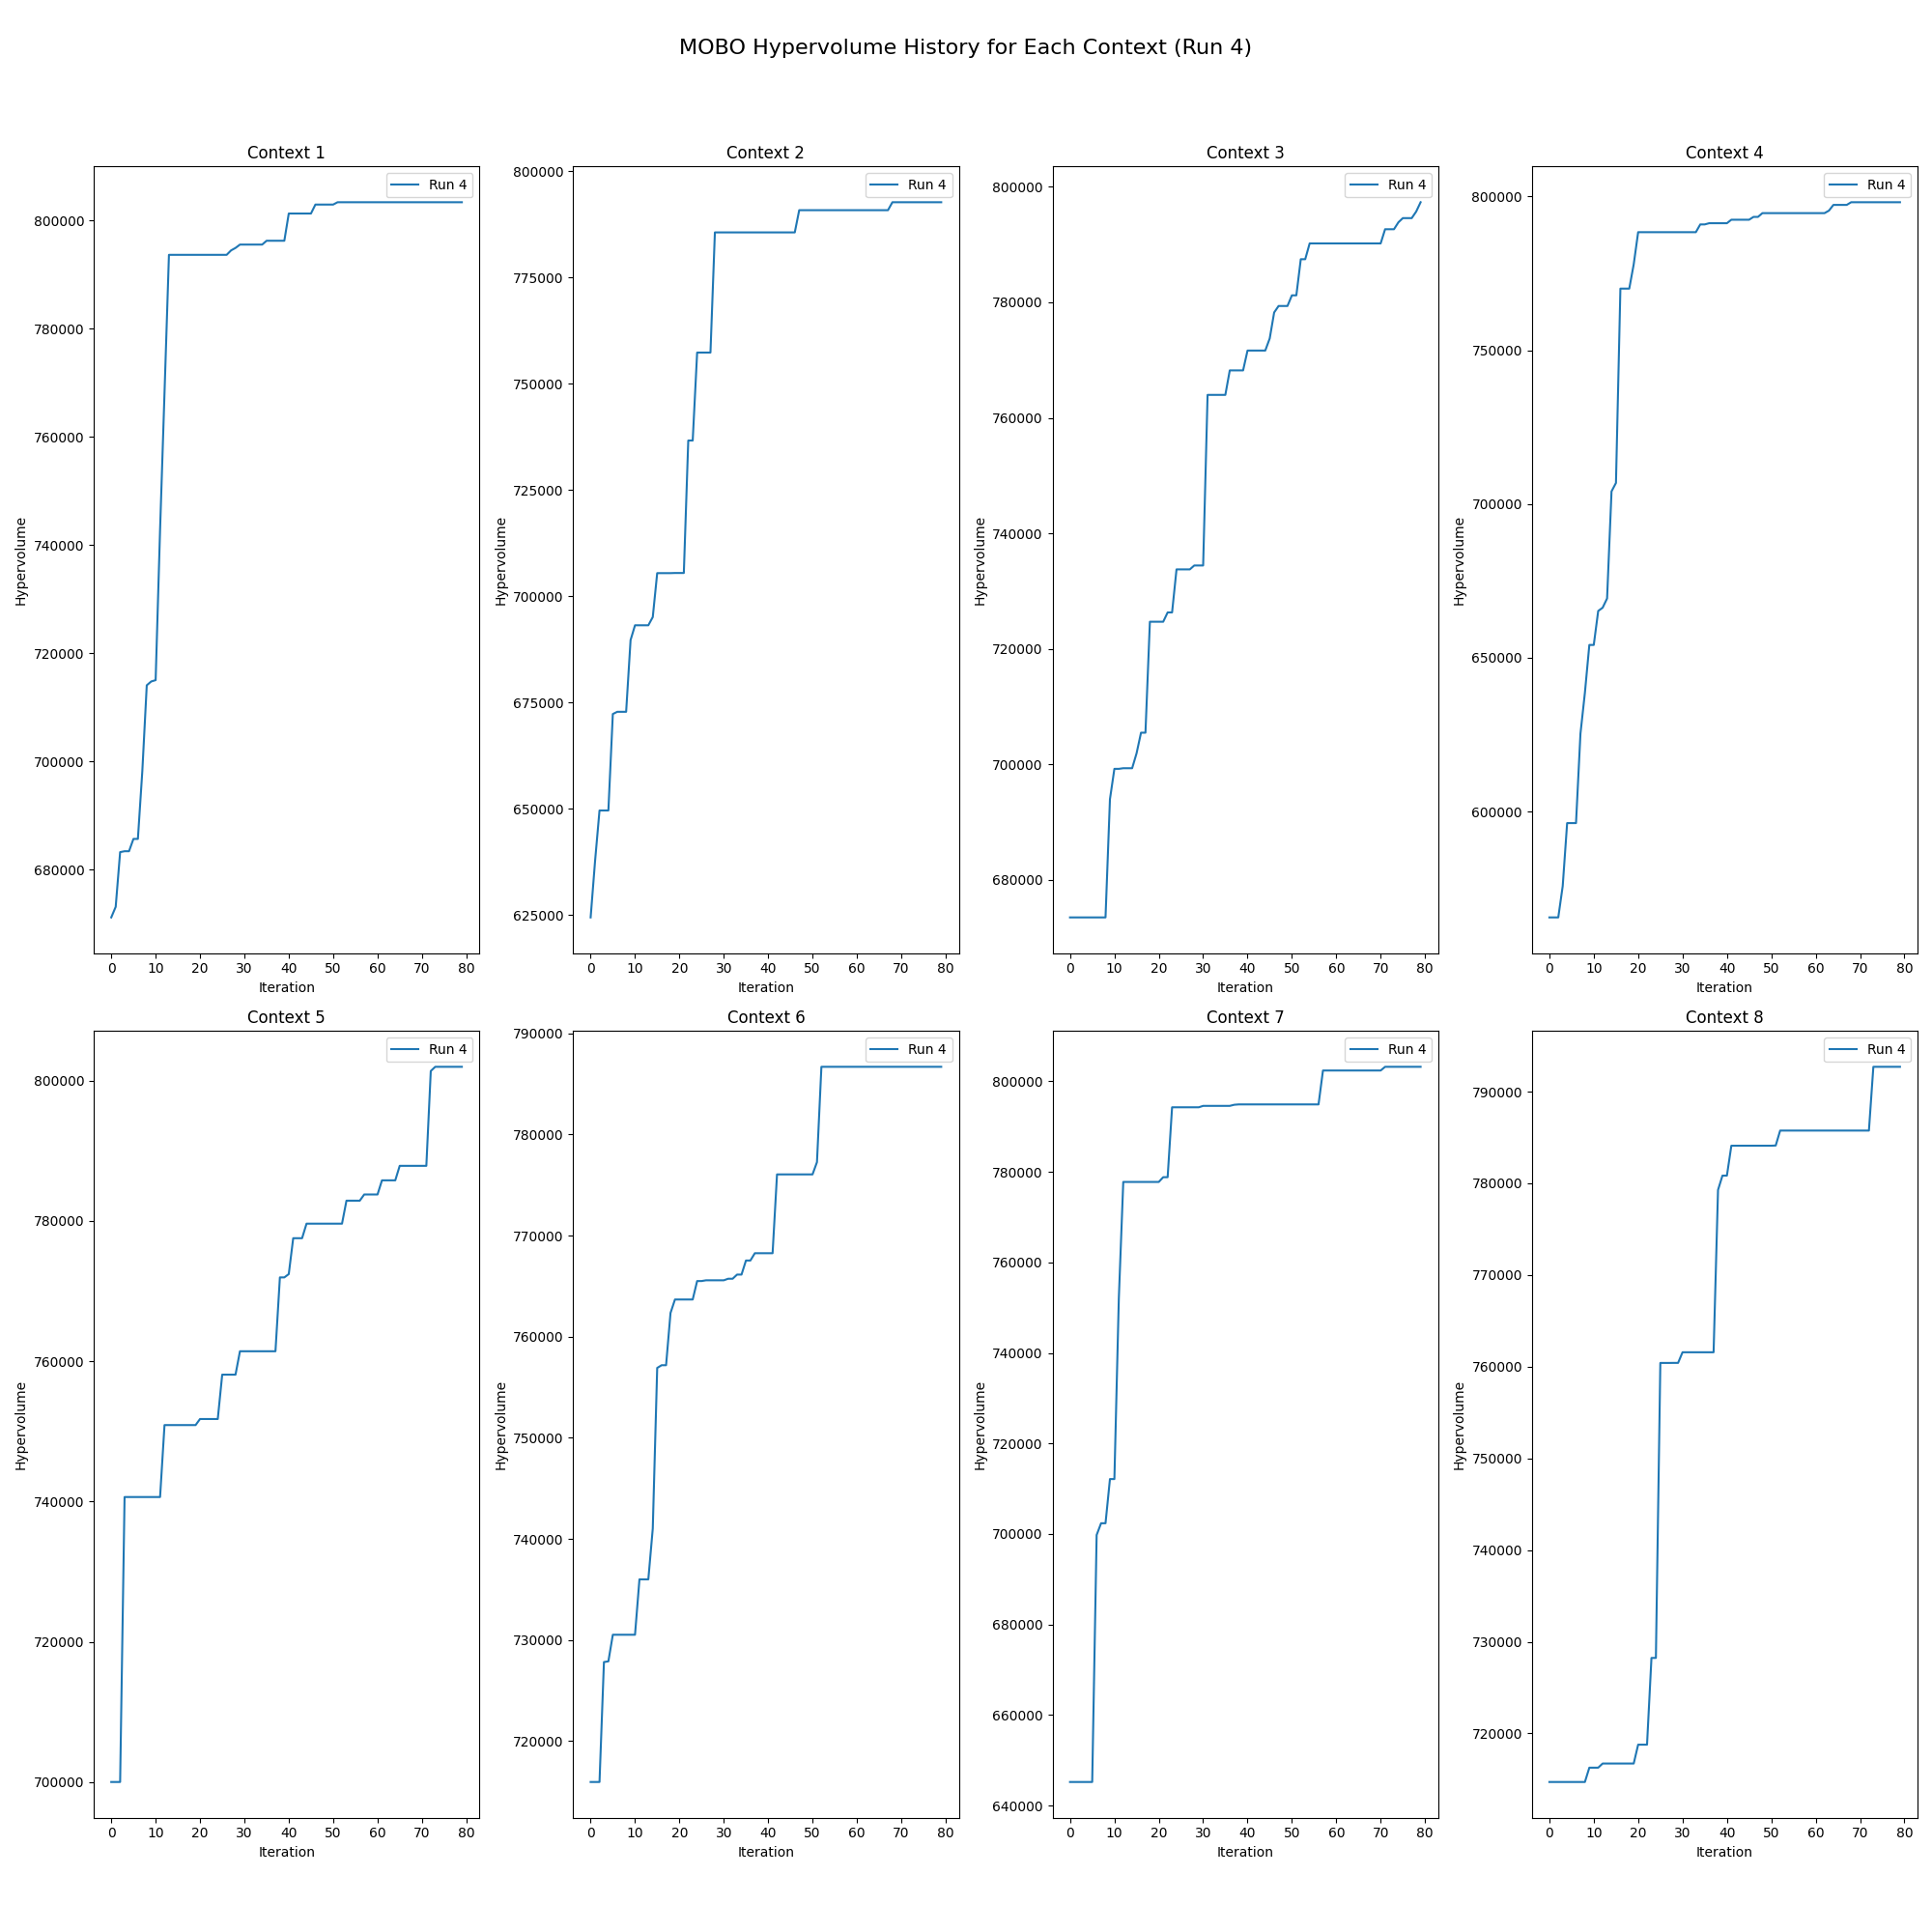 MOBO Hypervolume History for Each Context (Run 4)
Context 1
Run 4
800000
780000
760000
740000
720000
700000
680000
Hypervolume
0 10 20 30 40 50 60 70 80
Iteration
Context 2
Run 4
800000
775000
750000
725000
700000
675000
650000
625000
Hypervolume
0 10 20 30 40 50 60 70 80
Iteration
Context 3
Run 4
800000
780000
760000
740000
720000
700000
680000
Hypervolume
0 10 20 30 40 50 60 70 80
Iteration
Context 4
Run 4
800000
750000
700000
650000
600000
Hypervolume
0 10 20 30 40 50 60 70 80
Iteration
Context 5
Run 4
800000
780000
760000
740000
720000
700000
Hypervolume
0 10 20 30 40 50 60 70 80
Iteration
Context 6
Run 4
790000
780000
770000
760000
750000
740000
730000
720000
Hypervolume
0 10 20 30 40 50 60 70 80
Iteration
Context 7
Run 4
800000
780000
760000
740000
720000
700000
680000
660000
640000
Hypervolume
0 10 20 30 40 50 60 70 80
Iteration
Context 8
Run 4
790000
780000
770000
760000
750000
740000
730000
720000
Hypervolume
0 10 20 30 40 50 60 70 80
Iteration